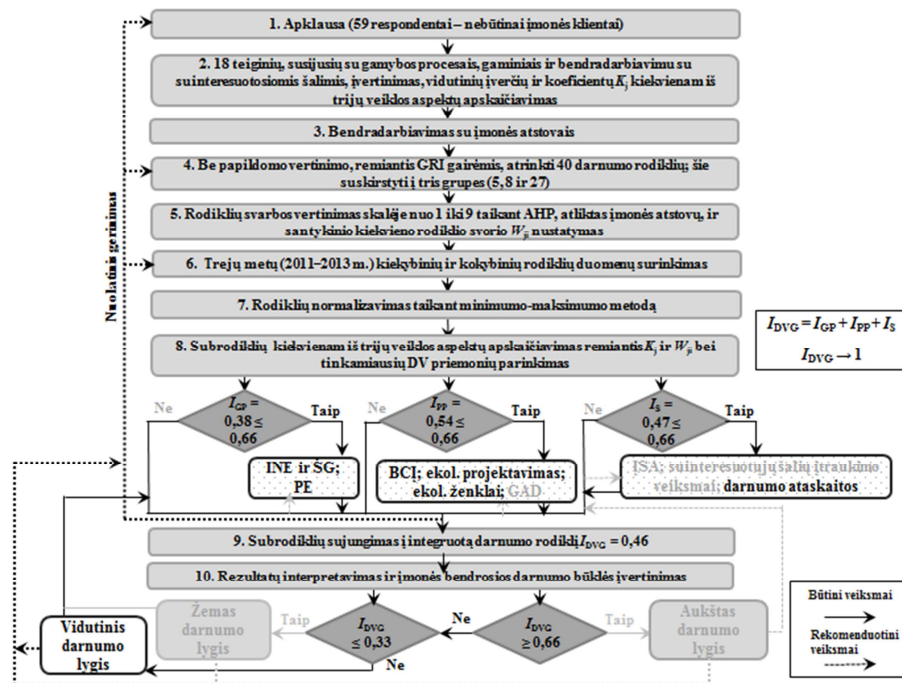 1. Apklausa (59 respondentai – nebūtinai įmonės klientai)
2. 18 teiginių, susijusių su gamybos procesais, gaminiais ir bendradarbiavimu su
suinteresuotosiomis šalimis, įvertinimas, vidutinių įverčių ir koeficientų Kj kiekvienam iš
trijų veiklos aspektų apskaičiavimas
3. Bendradarbiavimas su įmonės atstovais
4. Be papildomo vertinimo, remiantis GRI gairėmis, atrinkti 40 darnumo rodiklių; šie
suskirstyti į tris grupes (5, 8 ir 27)
5. Rodiklių svarbos vertinimas skalėje nuo 1 iki 9 taikant AHP, atliktas įmonės atstovų, ir
santykinio kiekvieno rodiklio svorio Wji nustatymas
6. Trejų metų (2011–2013 m.) kiekybinių ir kokybinių rodiklių duomenų surinkimas
7. Rodiklių normalizavimas taikant minimumo-maksimumo metodą
8. Subrodiklių kiekvienam iš trijų veiklos aspektų apskaičiavimas remiantis Kj ir Wji bei
tinkamiausių DV priemonių parinkimas
Nuolatinis gerinimas
IDVG = IGP + IPP + IS
IDVG → 1
Ne
IGP =
0,38 ≤
0,66
Taip
Ne
IPP =
0,54 ≤
0,66
Taip
Ne
IS =
0,47 ≤
0,66
Taip
INE ir ŠG;
PE
BCĮ; ekol. projektavimas;
ekol. ženklai; GAD
ĮSA; suinteresuotųjų šalių įtraukimo
veiksmai; darnumo ataskaitos
9. Subrodiklių sujungimas į integruotą darnumo rodiklį IDVG = 0,46
10. Rezultatų interpretavimas ir įmonės bendrosios darnumo būklės įvertinimas
Vidutinis
darnumo
lygis
Žemas
darnumo
lygis
Taip
IDVG
≤ 0,33
Ne
Ne
IDVG
≥ 0,66
Taip
Aukštas
darnumo
lygis
Būtini veiksmai
Rekomenduotini
veiksmai